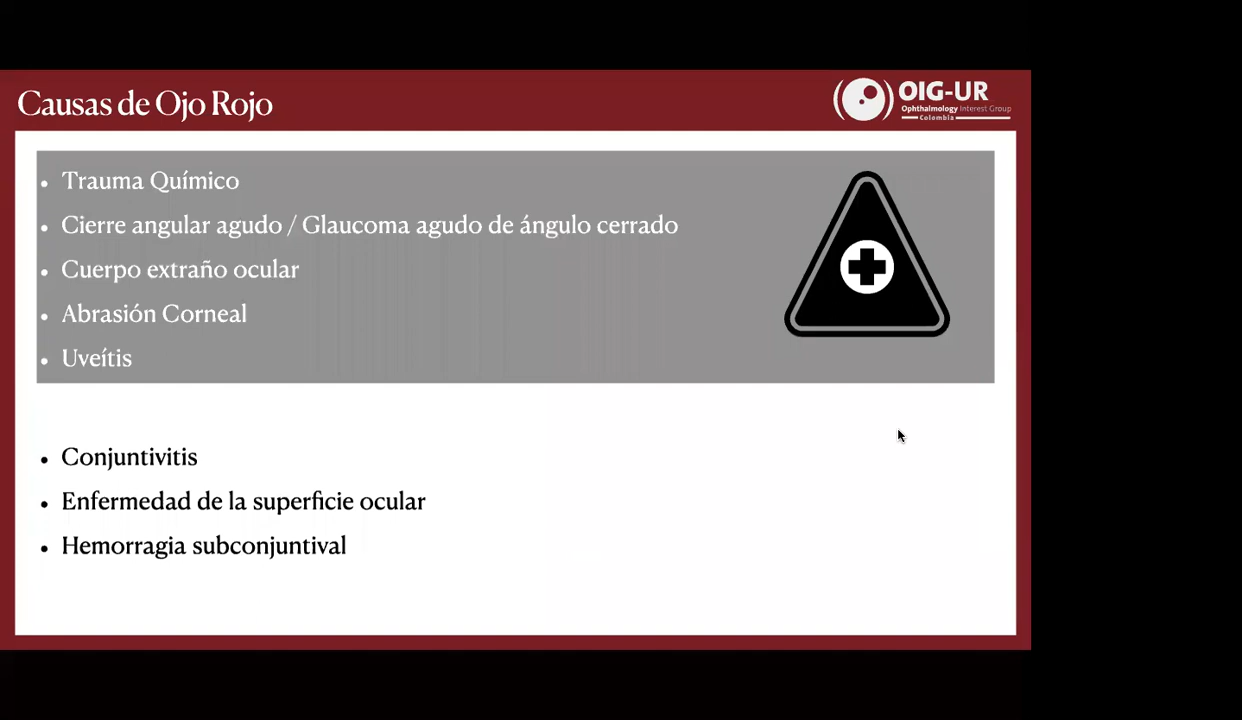 Causas de Ojo Rojo
OIG-UR
Ophthalmology Interest Group
Colombia
• Trauma Químico
• Cierre angular agudo / Glaucoma agudo de ángulo cerrado
• Cuerpo extraño ocular
• Abrasión Corneal
• Uveítis
• Conjuntivitis
• Enfermedad de la superficie ocular
• Hemorragia subconjuntival